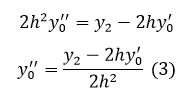 2h²y₀′′ = y₂ − 2hy₀′
y₀′′ = (y₂ − 2hy₀′) / 2h² (3)